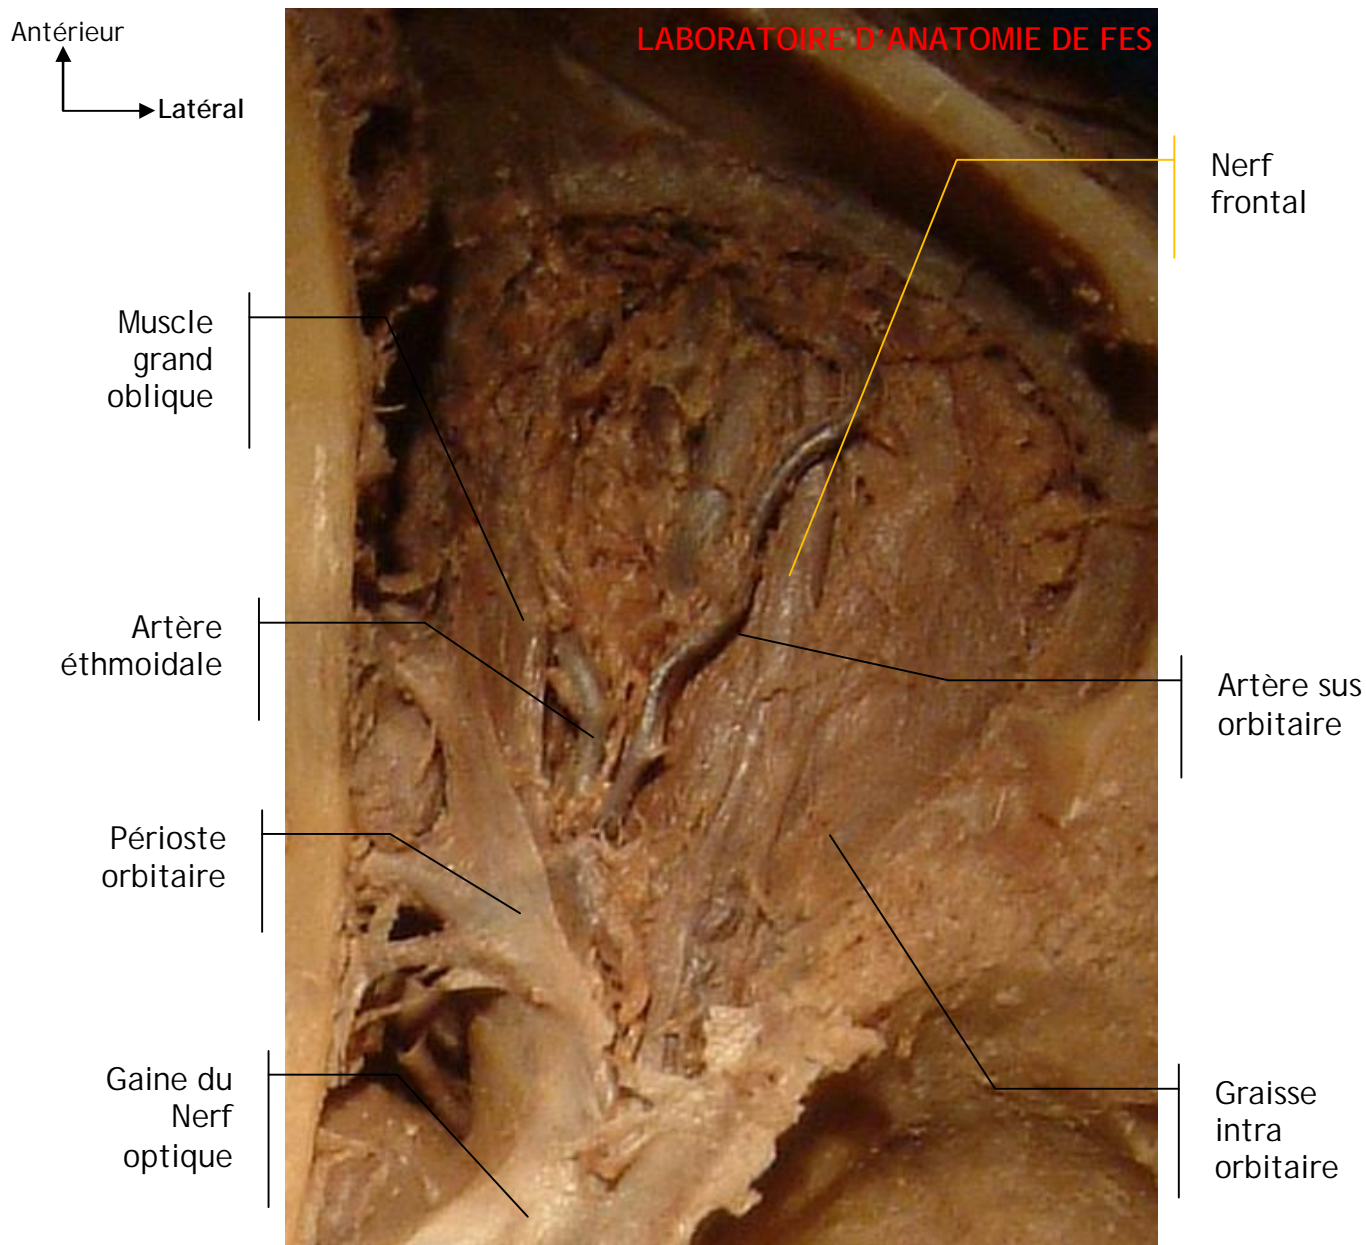 Antérieur
Latéral
LABORATOIRE D'ANATOMIE DE FES
Nerf
frontal
Muscle
grand
oblique
Artère
éthmoidale
Artère sus
orbitaire
Périoste
orbitaire
Gaine du
Nerf
optique
Graisse
intra
orbitaire